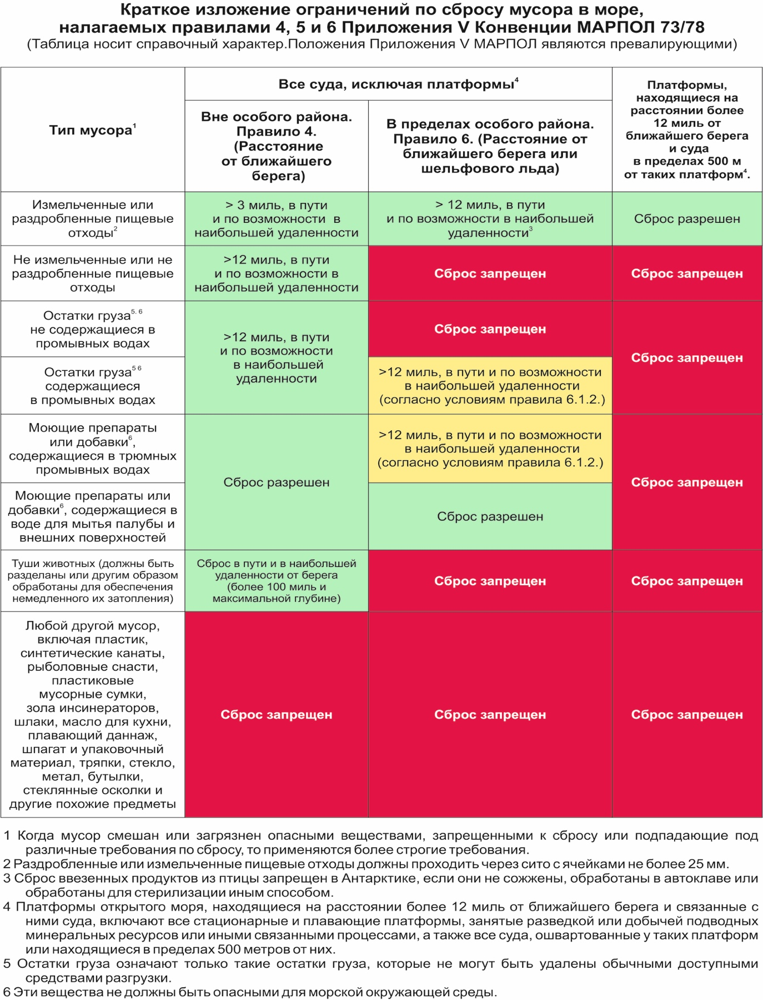 Краткое изложение ограничений по сбросу мусора в море,
налагаемых правилами 4, 5 и 6 Приложения V Конвенции МАРПОЛ 73/78
(Таблица носит справочный характер.Положения Приложения V МАРПОЛ являются превалирующими)
Тип мусора¹
Все суда, исключая платформы⁴
Вне особого района.
Правило 4.
(Расстояние
от ближайшего
берега)
В пределах особого района.
Правило 6. (Расстояние от
ближайшего берега или
шельфового льда)
Платформы,
находящиеся на
расстоянии более
12 миль от
ближайшего берега
и суда
в пределах 500 м
от таких платформ⁴.
Измельченные или
раздробленные пищевые
отходы²
> 3 миль, в пути
и по возможности в
наибольшей удаленности
> 12 миль, в пути
и по возможности в наибольшей
удаленности³
Сброс разрешен
Не измельченные или не
раздробленные пищевые
отходы
>12 миль, в пути
и по возможности в
наибольшей удаленности
Сброс запрещен
Сброс запрещен
Остатки груза⁵·⁶
не содержащиеся в
промывных водах
>12 миль, в пути
и по возможности
в наибольшей
удаленности
Сброс запрещен
Сброс запрещен
Остатки груза⁵ ⁶
содержащиеся
в промывных водах
>12 миль, в пути и по возможности
в наибольшей удаленности
(согласно условиям правила 6.1.2.)
Моющие препараты
или добавки⁶,
содержащиеся в трюмных
промывных водах
Сброс разрешен
>12 миль, в пути и по возможности
в наибольшей удаленности
(согласно условиям правила 6.1.2.)
Сброс запрещен
Моющие препараты или
добавки⁶, содержащиеся в
воде для мытья палубы и
внешних поверхностей
Сброс разрешен
Туши животных (должны быть
разделаны или другим образом
обработаны для обеспечения
немедленного их затопления)
Сброс в пути и в наибольшей
удаленности от берега
(более 100 миль и
максимальной глубине)
Сброс запрещен
Сброс запрещен
Любой другой мусор,
включая пластик,
синтетические канаты,
рыболовные снасти,
пластиковые
мусорные сумки,
зола инсинераторов,
шлаки, масло для кухни,
плавающий даннаж,
шпагат и упаковочный
материал, тряпки, стекло,
метал, бутылки,
стеклянные осколки и
другие похожие предметы
Сброс запрещен
Сброс запрещен
Сброс запрещен
1 Когда мусор смешан или загрязнен опасными веществами, запрещенными к сбросу или подпадающие под
различные требования по сбросу, то применяются более строгие требования.
2 Раздробленные или измельченные пищевые отходы должны проходить через сито с ячейками не более 25 мм.
3 Сброс ввезенных продуктов из птицы запрещен в Антарктике, если они не сожжены, обработаны в автоклаве или
обработаны для стерилизации иным способом.
4 Платформы открытого моря, находящиеся на расстоянии более 12 миль от ближайшего берега и связанные с
ними суда, включают все стационарные и плавающие платформы, занятые разведкой или добычей подводных
минеральных ресурсов или иными связанными процессами, а также все суда, ошвартованные у таких платформ
или находящиеся в пределах 500 метров от них.
5 Остатки груза означают только такие остатки груза, которые не могут быть удалены обычными доступными
средствами разгрузки.
6 Эти вещества не должны быть опасными для морской окружающей среды.